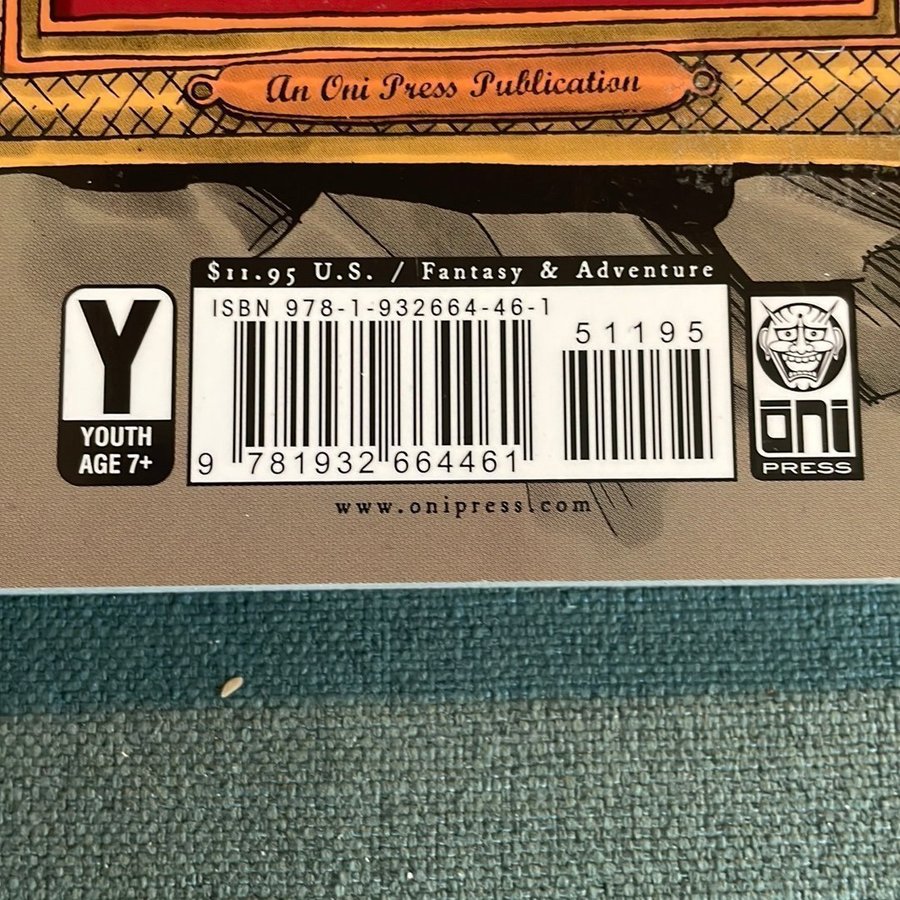 An Oni Press Publication
$11.95 U.S. / Fantasy & Adventure
ISBN 978-1-932664-46-1
51195
Y
YOUTH
AGE 7+
9 781932 664461
ONI
PRESS
www.onipress.com